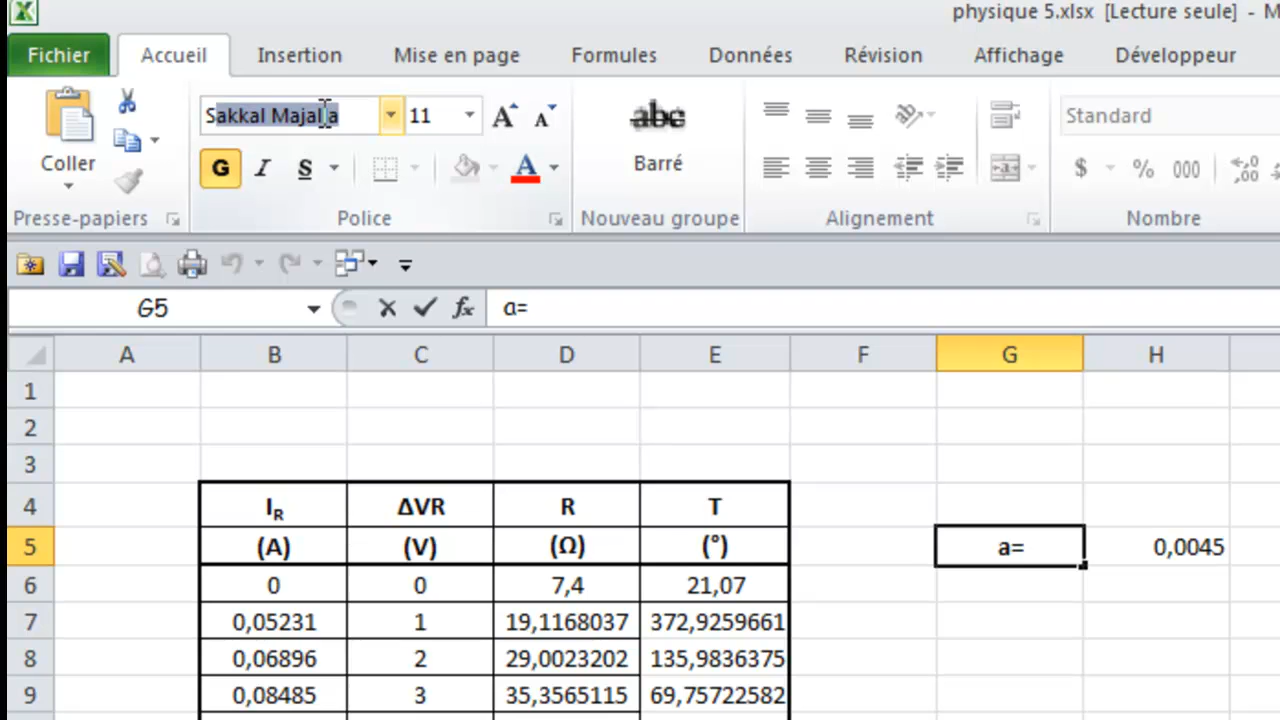 physique 5.xlsx [Lecture seule] - M
Fichier Accueil Insertion Mise en page Formules Données Révision Affichage Développeur
Sakkal Majalla 11 A A abc Standard
Coller G I S A Barré $ % 000
Presse-papiers Police Nouveau groupe Alignement Nombre
G5 fx a=
A B C D E F G H
1
2
3
4 IR ΔVR R T
5 (A) (V) (Ω) (°) a= 0,0045
6 0 0 7,4 21,07
7 0,05231 1 19,1168037 372,9259661
8 0,06896 2 29,0023202 135,9836375
9 0,08485 3 35,3565115 69,75722582